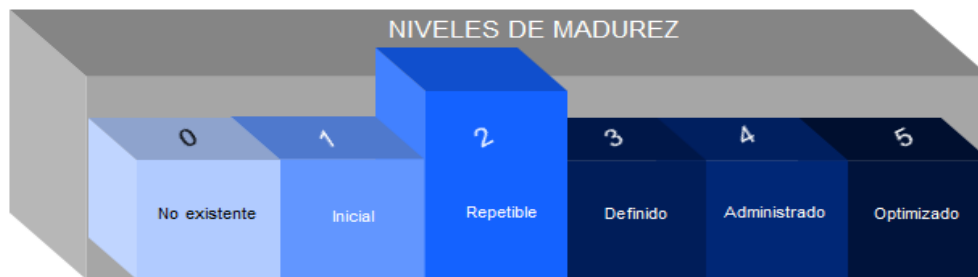 NIVELES DE MADUREZ
0 1 2 3 4 5
No existente Inicial Repetible Definido Administrado Optimizado